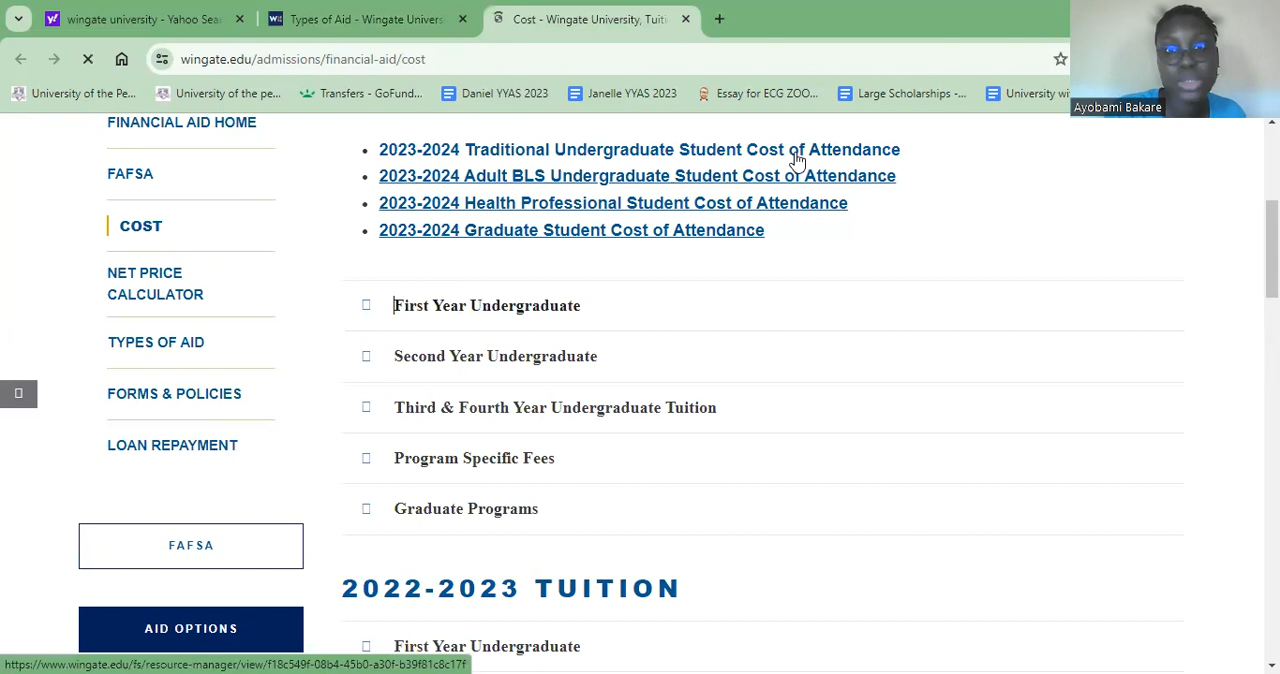 wingate university - Yahoo Sea
Types of Aid - Wingate Univers
Cost - Wingate University, Tuiti
wingate.edu/admissions/financial-aid/cost
University of the Pe...
University of the pe...
Transfers - GoFund...
Daniel YYAS 2023
Janelle YYAS 2023
Essay for ECG ZOO...
Large Scholarships -...
University wi
Ayobami Bakare
FINANCIAL AID HOME
FAFSA
COST
NET PRICE
CALCULATOR
TYPES OF AID
FORMS & POLICIES
LOAN REPAYMENT
FAFSA
AID OPTIONS
2023-2024 Traditional Undergraduate Student Cost of Attendance
2023-2024 Adult BLS Undergraduate Student Cost of Attendance
2023-2024 Health Professional Student Cost of Attendance
2023-2024 Graduate Student Cost of Attendance
First Year Undergraduate
Second Year Undergraduate
Third & Fourth Year Undergraduate Tuition
Program Specific Fees
Graduate Programs
2022-2023 TUITION
First Year Undergraduate
https://www.wingate.edu/fs/resource-manager/view/f18c549f-08b4-45b0-a30f-b39f81c8c17f